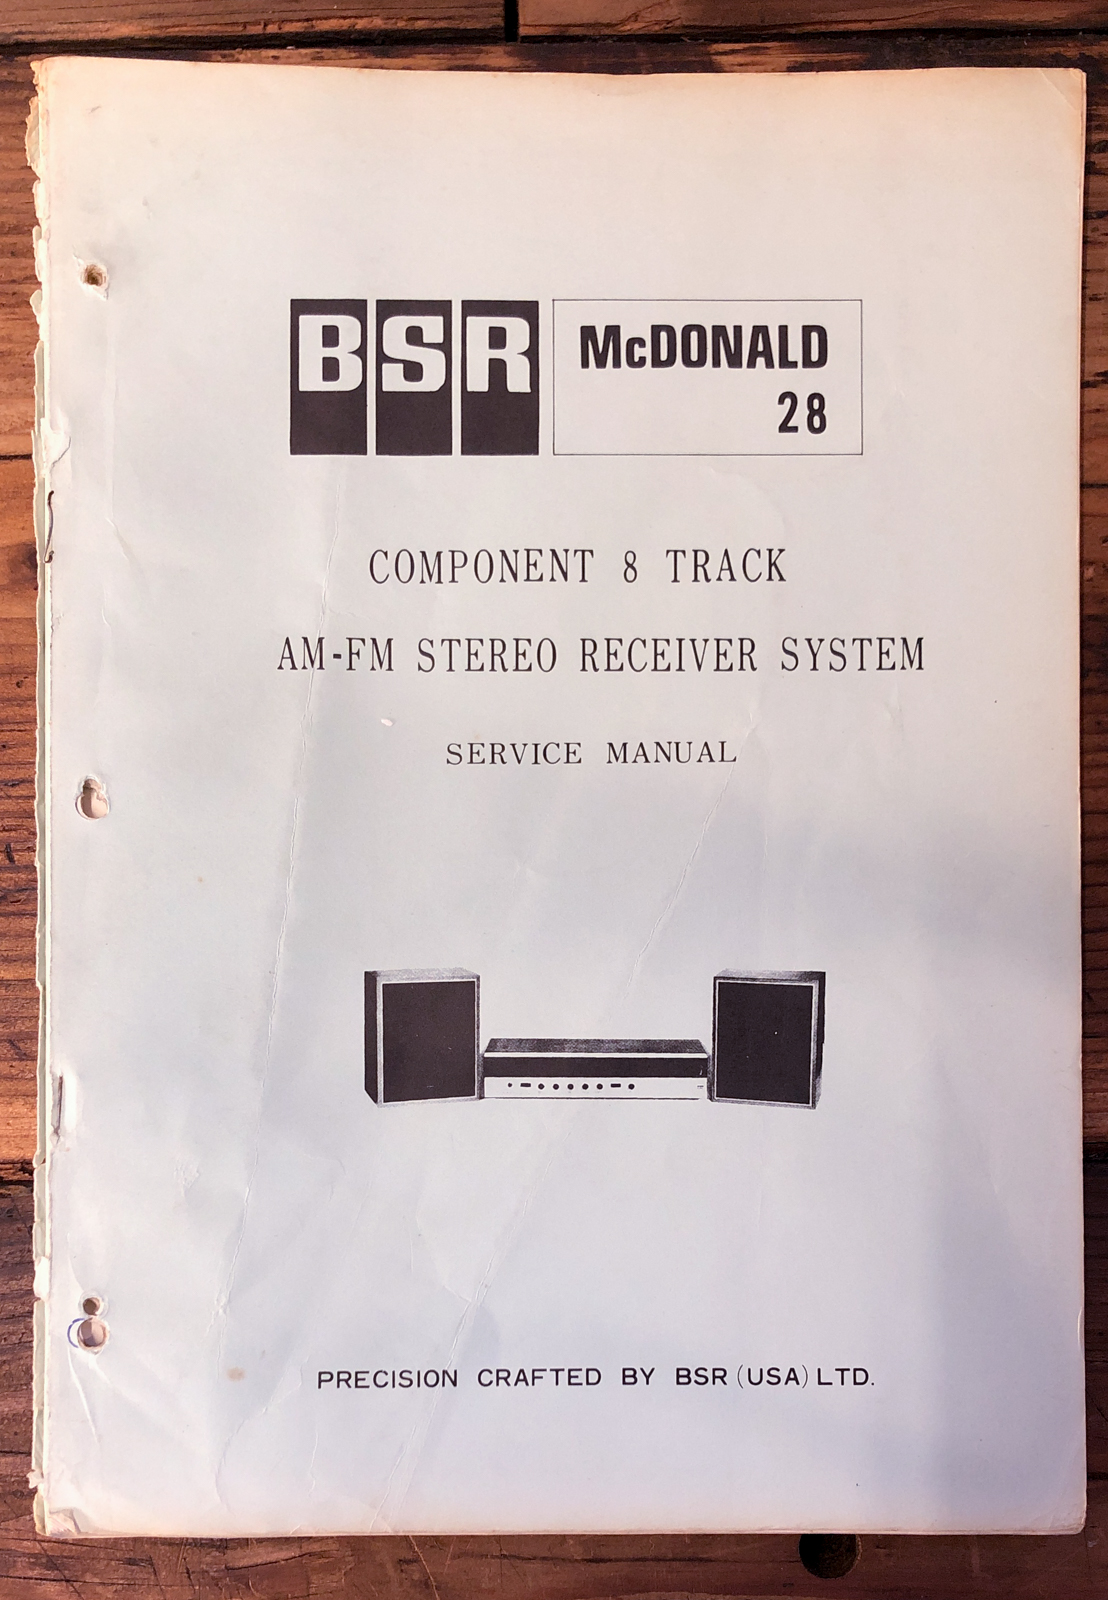 BSR McDONALD
28
COMPONENT 8 TRACK
AM-FM STEREO RECEIVER SYSTEM
SERVICE MANUAL
PRECISION CRAFTED BY BSR (USA) LTD.